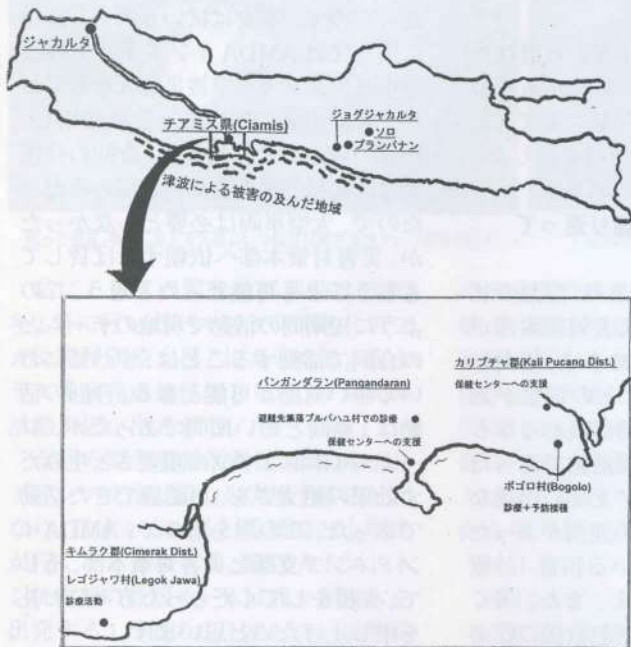 ジャカルタ
チアミス県(Ciamis)
ジョグジャカルタ
ソロ
プランバナン
津波による被害の及んだ地域
パンガンダラン(Pangandaran)
避難先集落プルバハユ村での診療
保健センターへの支援
カリプチャ郡(Kali Pucang Dist.)
保健センターへの支援
ボゴロ村(Bogolo)
診療+予防接種
キムラク郡(Cimerak Dist.)
レゴジャワ村(Legok Jawa)
診療活動